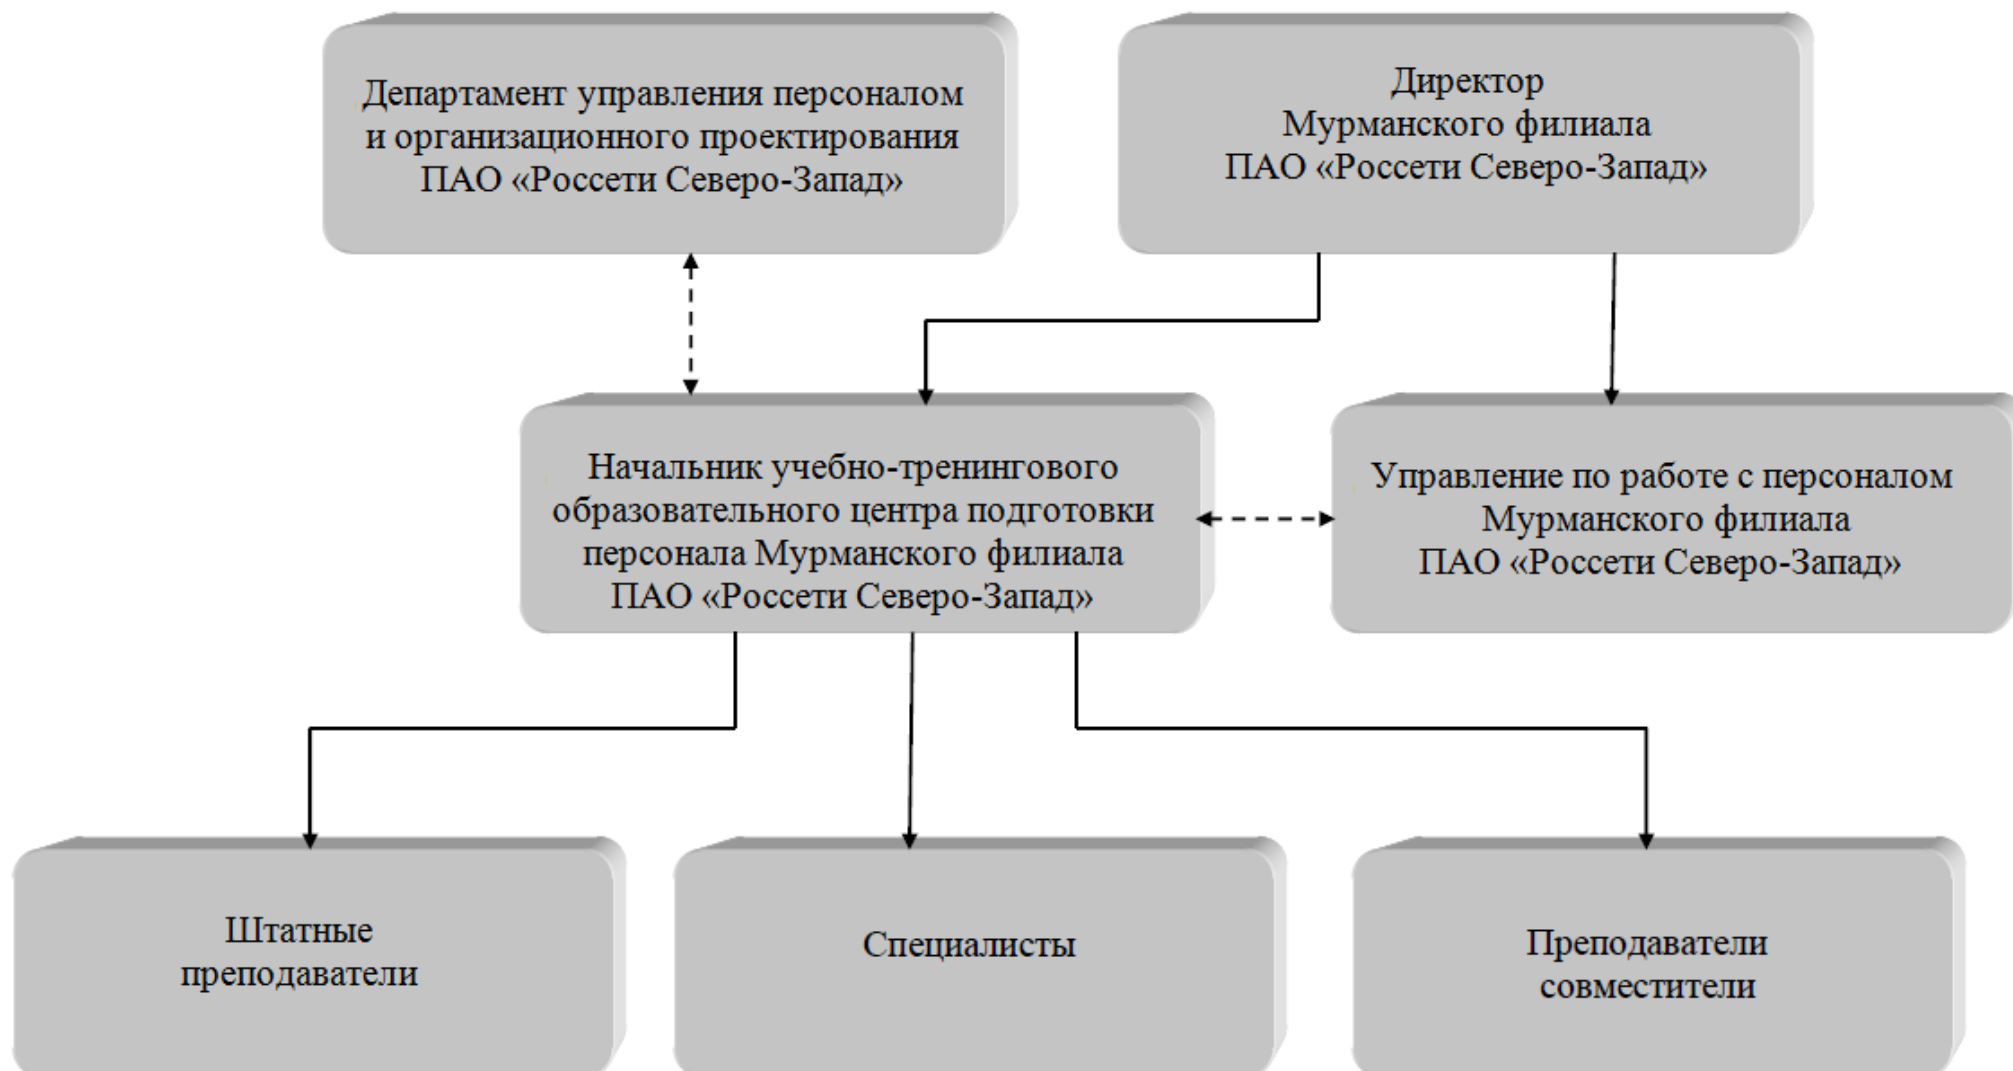 Департамент управления персоналом
и организационного проектирования
ПАО «Россети Северо-Запад»
Директор
Мурманского филиала
ПАО «Россети Северо-Запад»
Начальник учебно-тренингового
образовательного центра подготовки
персонала Мурманского филиала
ПАО «Россети Северо-Запад»
Управление по работе с персоналом
Мурманского филиала
ПАО «Россети Северо-Запад»
Штатные
преподаватели
Специалисты
Преподаватели
совместители